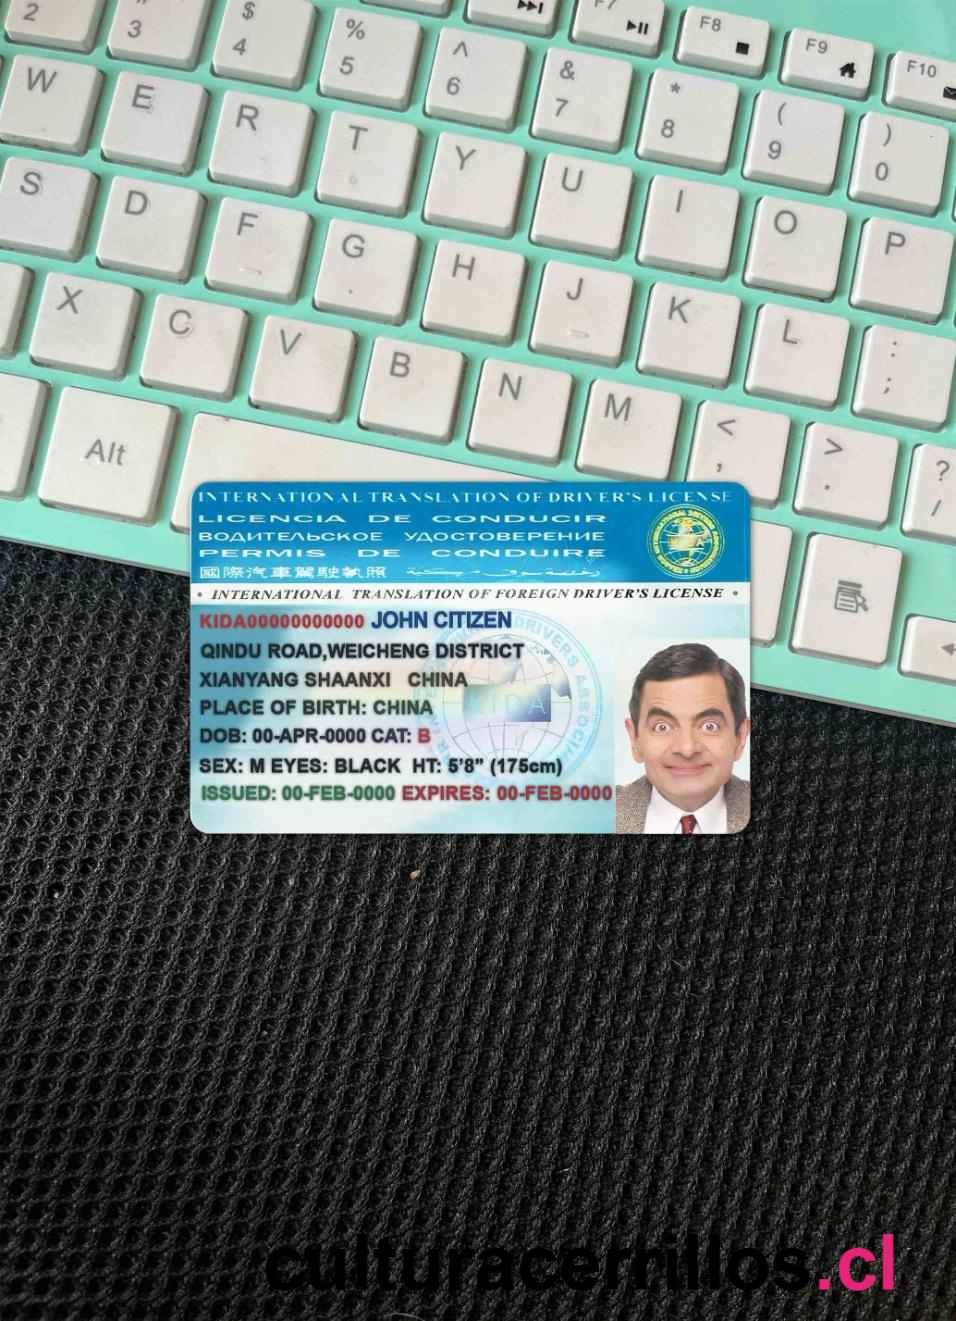 2
3
$
4
%
5
^
6
&
7
*
8
(
9
)
0
F7
F8
F9
F10
W
E
R
T
Y
U
I
O
P
S
D
F
G
H
J
K
L
:
;
X
C
V
B
N
M
<
,
>
.
?
/
Alt
INTERNATIONAL TRANSLATION OF DRIVER'S LICENSE
LICENCIA DE CONDUCIR
ВОДИТЕЛЬСКОЕ УДОСТОВЕРЕНИЕ
PERMIS DE CONDUIRE
國際汽車駕駛執照
• INTERNATIONAL TRANSLATION OF FOREIGN DRIVER'S LICENSE •
KIDA00000000000 JOHN CITIZEN
QINDU ROAD,WEICHENG DISTRICT
XIANYANG SHAANXI CHINA
PLACE OF BIRTH: CHINA
DOB: 00-APR-0000 CAT: B
SEX: M EYES: BLACK HT: 5'8" (175cm)
ISSUED: 00-FEB-0000 EXPIRES: 00-FEB-0000
KIDA
culturacerrillos.cl